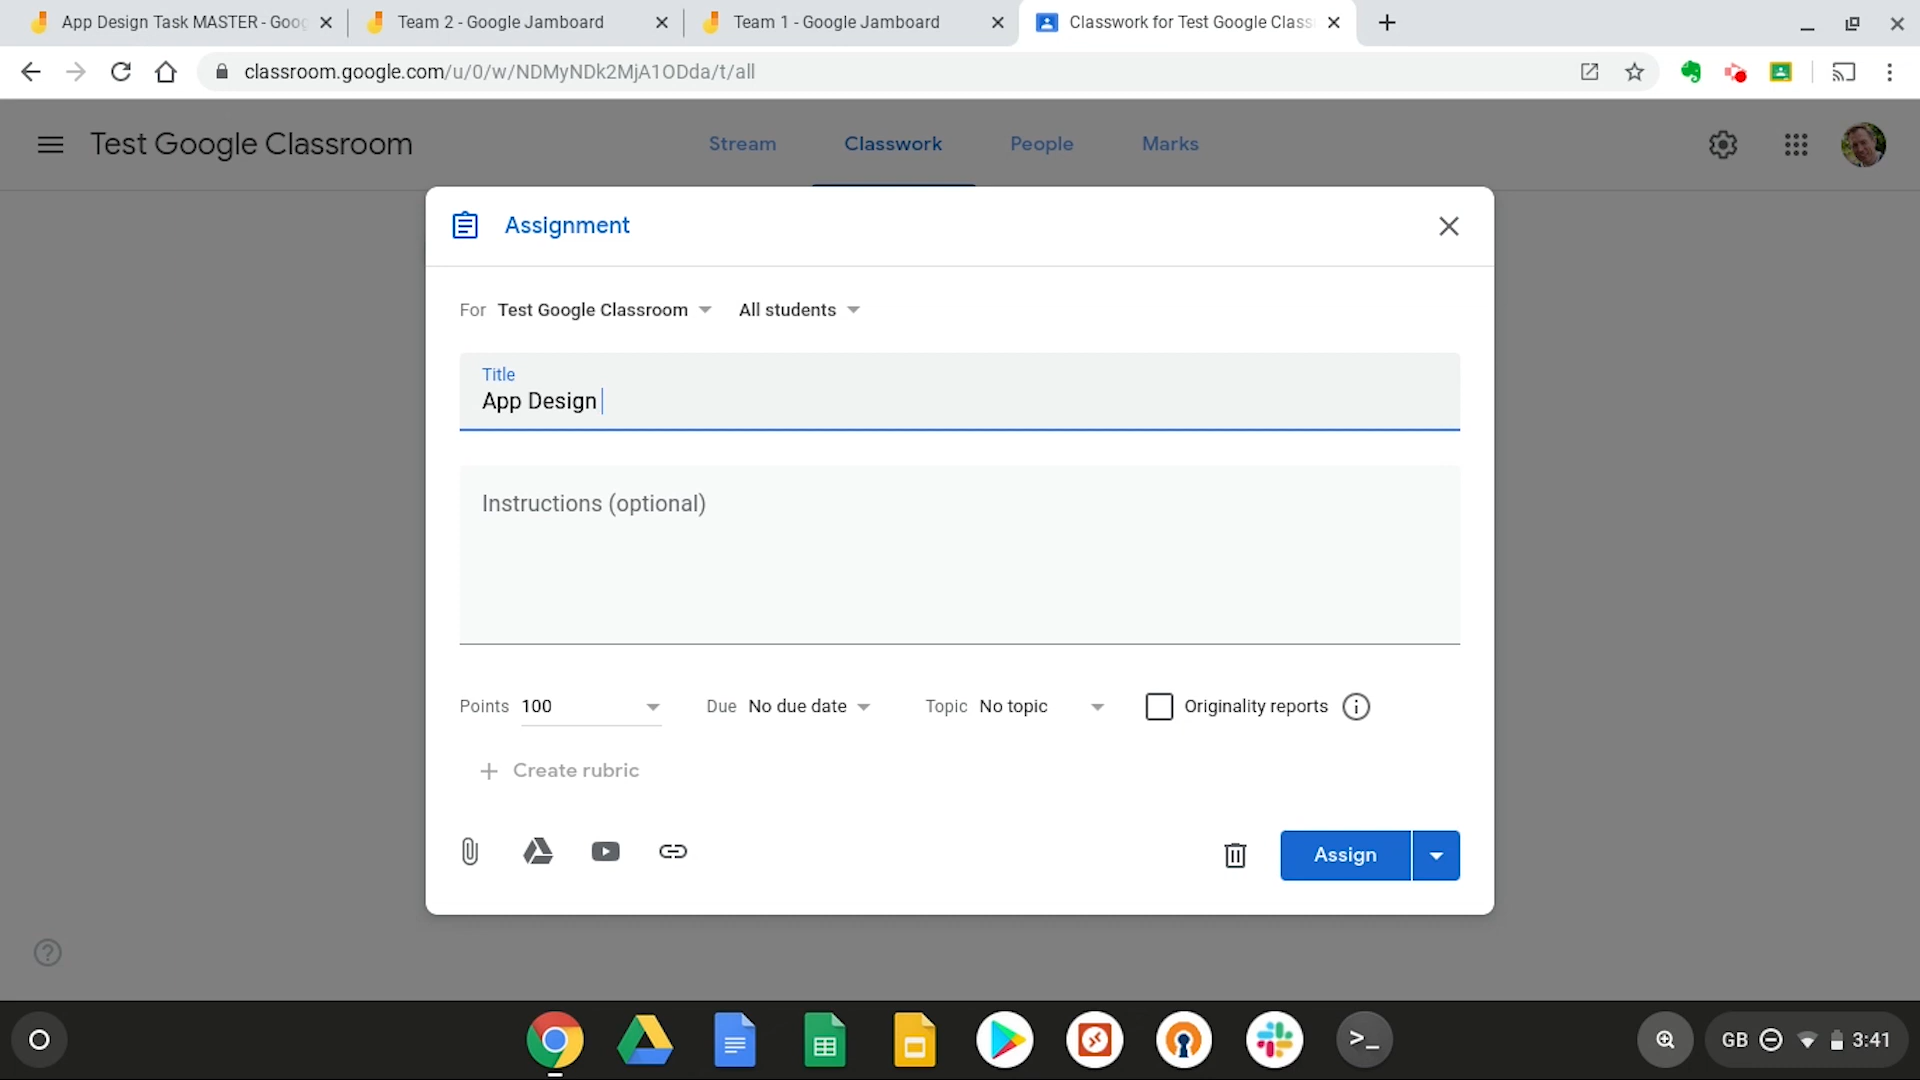 App Design Task MASTER - Goog
Team 2 - Google Jamboard
Team 1 - Google Jamboard
Classwork for Test Google Class
classroom.google.com/u/0/w/NDMyNDk2MjA1ODda/t/all
Test Google Classroom
Stream
Classwork
People
Marks
Assignment
For Test Google Classroom All students
Title
App Design
Instructions (optional)
Points 100 Due No due date Topic No topic Originality reports
+ Create rubric
Assign
GB 3:41